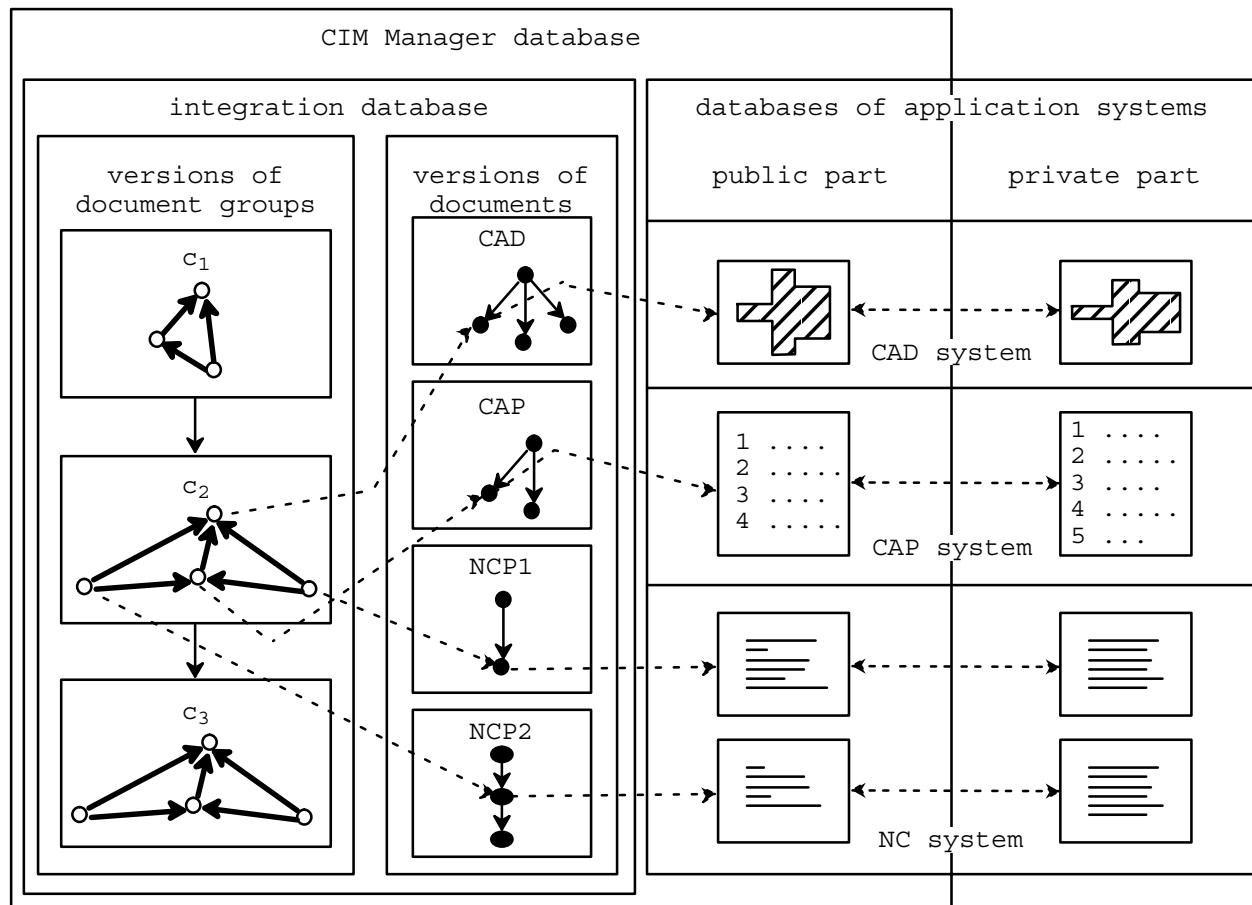 CIM Manager database
integration database
databases of application systems
versions of
document groups
versions of
documents
public part
private part
c1
CAD
CAD system
CAP
1 ....
2 .....
3 ....
4 .....
1 ....
2 .....
3 ....
4 .....
5 ...
CAP system
c2
NCP1
c3
NCP2
NC system